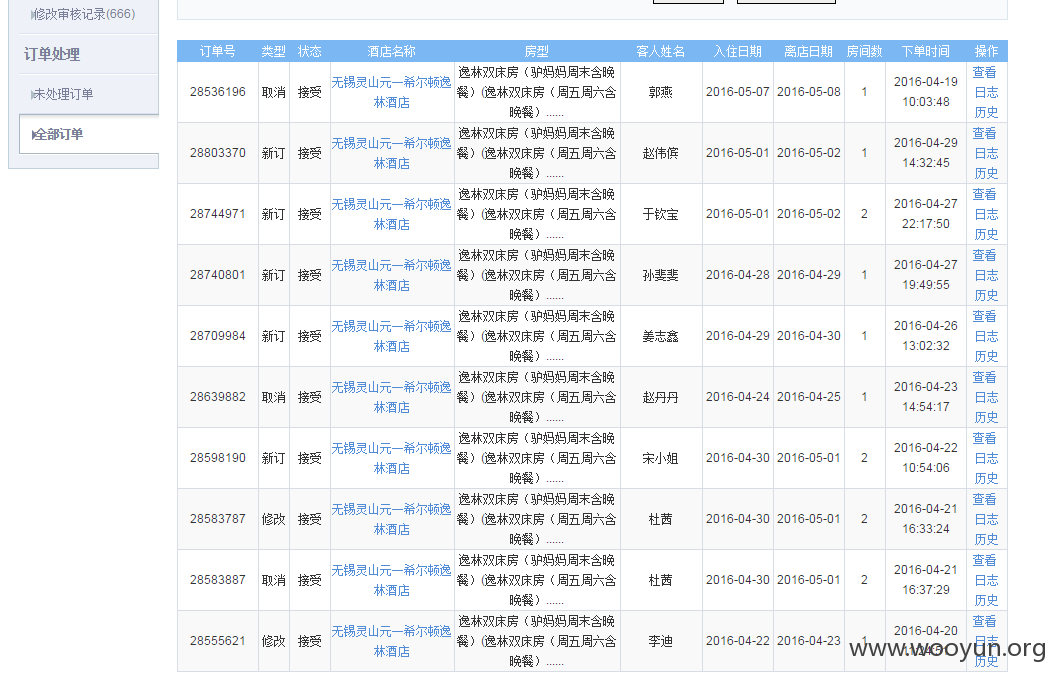 修改审核记录(666)
订单处理
未处理订单
全部订单
订单号 类型 状态 酒店名称 房型 客人姓名 入住日期 离店日期 房间数 下单时间 操作
28536196 取消 接受 无锡灵山元一希尔顿逸林酒店 逸林双床房（驴妈妈周末含晚餐）(逸林双床房（周五周六含晚餐）...... 郭燕 2016-05-07 2016-05-08 1 2016-04-19 10:03:48 查看 日志 历史
28803370 新订 接受 无锡灵山元一希尔顿逸林酒店 逸林双床房（驴妈妈周末含晚餐）(逸林双床房（周五周六含晚餐）...... 赵伟傧 2016-05-01 2016-05-02 1 2016-04-29 14:32:45 查看 日志 历史
28744971 新订 接受 无锡灵山元一希尔顿逸林酒店 逸林双床房（驴妈妈周末含晚餐）(逸林双床房（周五周六含晚餐）...... 于钦宝 2016-05-01 2016-05-02 2 2016-04-27 22:17:50 查看 日志 历史
28740801 新订 接受 无锡灵山元一希尔顿逸林酒店 逸林双床房（驴妈妈周末含晚餐）(逸林双床房（周五周六含晚餐）...... 孙斐斐 2016-04-28 2016-04-29 1 2016-04-27 19:49:55 查看 日志 历史
28709984 新订 接受 无锡灵山元一希尔顿逸林酒店 逸林双床房（驴妈妈周末含晚餐）(逸林双床房（周五周六含晚餐）...... 姜志鑫 2016-04-29 2016-04-30 1 2016-04-26 13:02:32 查看 日志 历史
28639882 取消 接受 无锡灵山元一希尔顿逸林酒店 逸林双床房（驴妈妈周末含晚餐）(逸林双床房（周五周六含晚餐）...... 赵丹丹 2016-04-24 2016-04-25 1 2016-04-23 14:54:17 查看 日志 历史
28598190 新订 接受 无锡灵山元一希尔顿逸林酒店 逸林双床房（驴妈妈周末含晚餐）(逸林双床房（周五周六含晚餐）...... 宋小姐 2016-04-30 2016-05-01 2 2016-04-22 10:54:06 查看 日志 历史
28583787 修改 接受 无锡灵山元一希尔顿逸林酒店 逸林双床房（驴妈妈周末含晚餐）(逸林双床房（周五周六含晚餐）...... 杜茜 2016-04-30 2016-05-01 2 2016-04-21 16:33:24 查看 日志 历史
28583887 取消 接受 无锡灵山元一希尔顿逸林酒店 逸林双床房（驴妈妈周末含晚餐）(逸林双床房（周五周六含晚餐）...... 杜茜 2016-04-30 2016-05-01 2 2016-04-21 16:37:29 查看 日志 历史
28555621 修改 接受 无锡灵山元一希尔顿逸林酒店 逸林双床房（驴妈妈周末含晚餐）(逸林双床房（周五周六含晚餐）...... 李迪 2016-04-22 2016-04-23 1 2016-04-20 查看 日志 历史
www.wooyun.org